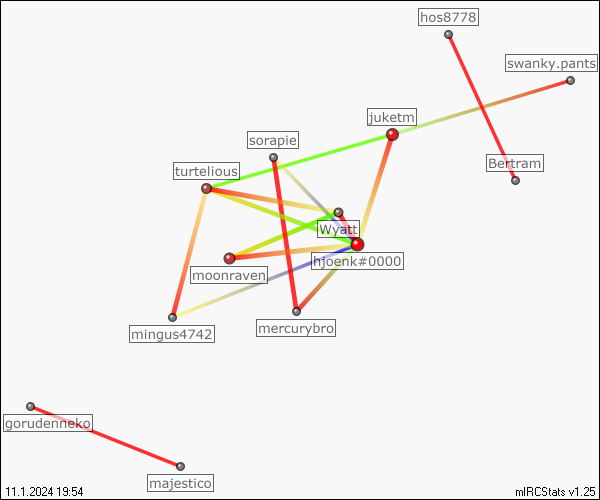 hos8778
swanky.pants
juketm
sorapie
Bertram
turtelious
Wyatt
hjoenk#0000
moonraven
mercurybro
mingus4742
gorudenneko
majestico
11.1.2024 19:54
mIRCStats v1.25